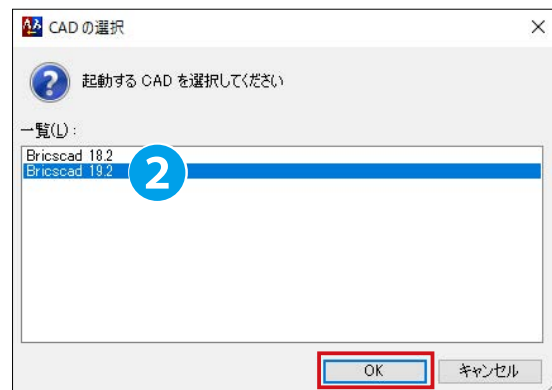 CAD の選択
起動する CAD を選択してください
一覧(L):
Bricscad 18.2
Bricscad 19.2
2
OK キャンセル